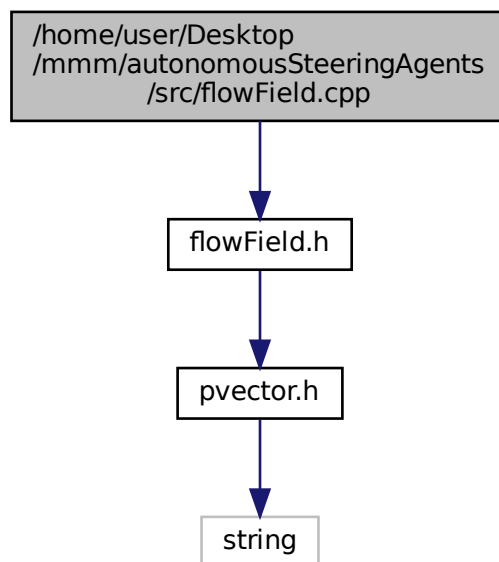 /home/user/Desktop
/mmm/autonomousSteeringAgents
/src/flowField.cpp
flowField.h
pvector.h
string